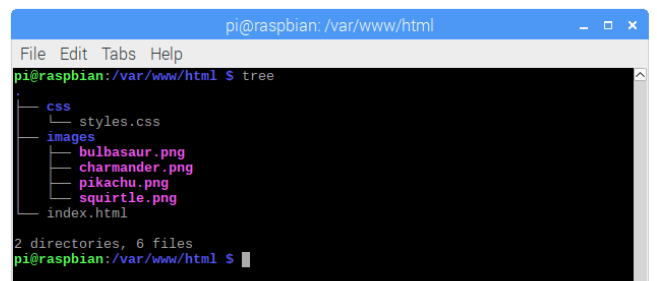 pi@raspbian: /var/www/html
File Edit Tabs Help
pi@raspbian:/var/www/html $ tree
.
├── css
│   └── styles.css
├── images
│   ├── bulbasaur.png
│   ├── charmander.png
│   ├── pikachu.png
│   └── squirtle.png
└── index.html
2 directories, 6 files
pi@raspbian:/var/www/html $